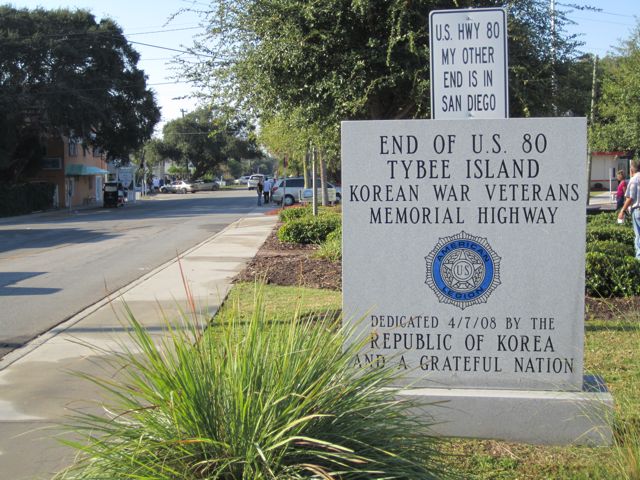 U.S. HWY 80
MY OTHER
END IS IN
SAN DIEGO
END OF U.S. 80
TYBEE ISLAND
KOREAN WAR VETERANS
MEMORIAL HIGHWAY
AMERICAN
US
LEGION
DEDICATED 4/7/08 BY THE
REPUBLIC OF KOREA
AND A GRATEFUL NATION